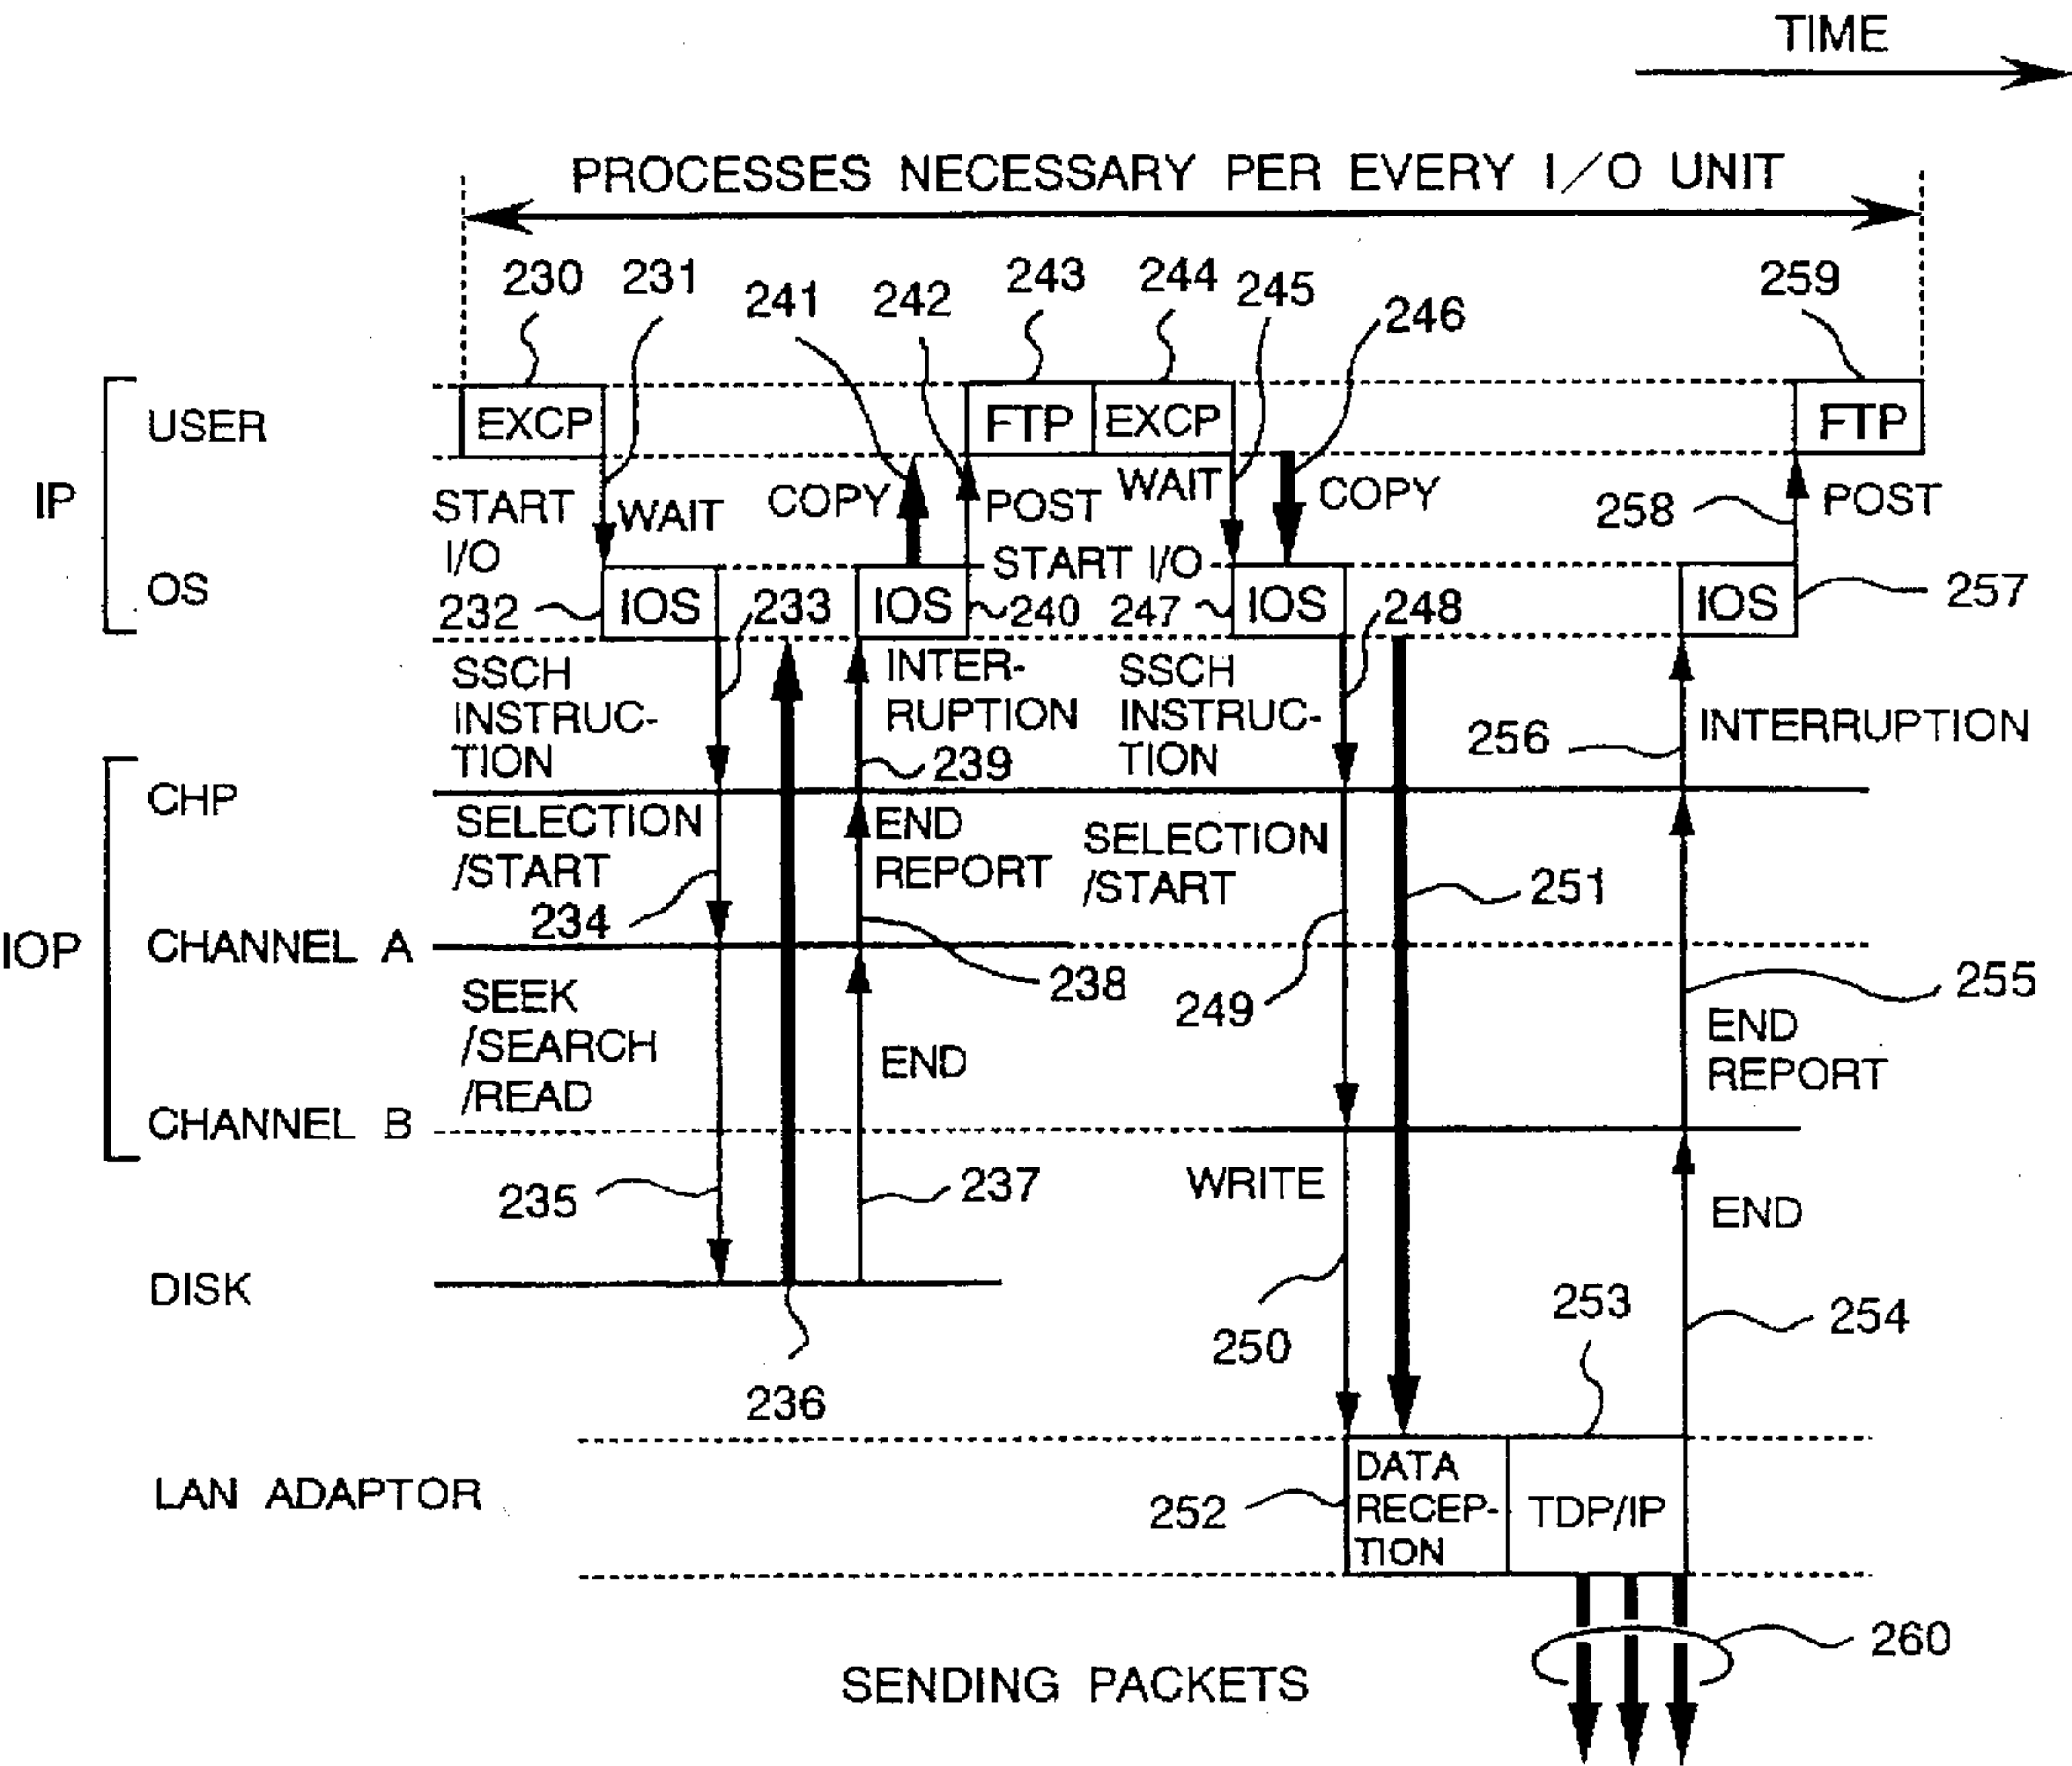 TIME
PROCESSES NECESSARY PER EVERY I/O UNIT
230
231
241
242
243
244
245
246
259
USER
EXCP
FTP
EXCP
FTP
IP
START
I/O
WAIT
COPY
POST
WAIT
COPY
258
POST
START I/O
OS
232
IOS
233
IOS
240
247
IOS
248
IOS
257
SSCH
INSTRUC-
TION
INTER-
RUPTION
239
SSCH
INSTRUC-
TION
256
INTERRUPTION
CHP
SELECTION
/START
234
END
REPORT
SELECTION
/START
251
IOP
CHANNEL A
238
249
255
SEEK
/SEARCH
/READ
END
END
REPORT
CHANNEL B
235
237
WRITE
END
DISK
236
250
253
254
LAN ADAPTOR
252
DATA
RECEP-
TION
TDP/IP
260
SENDING PACKETS